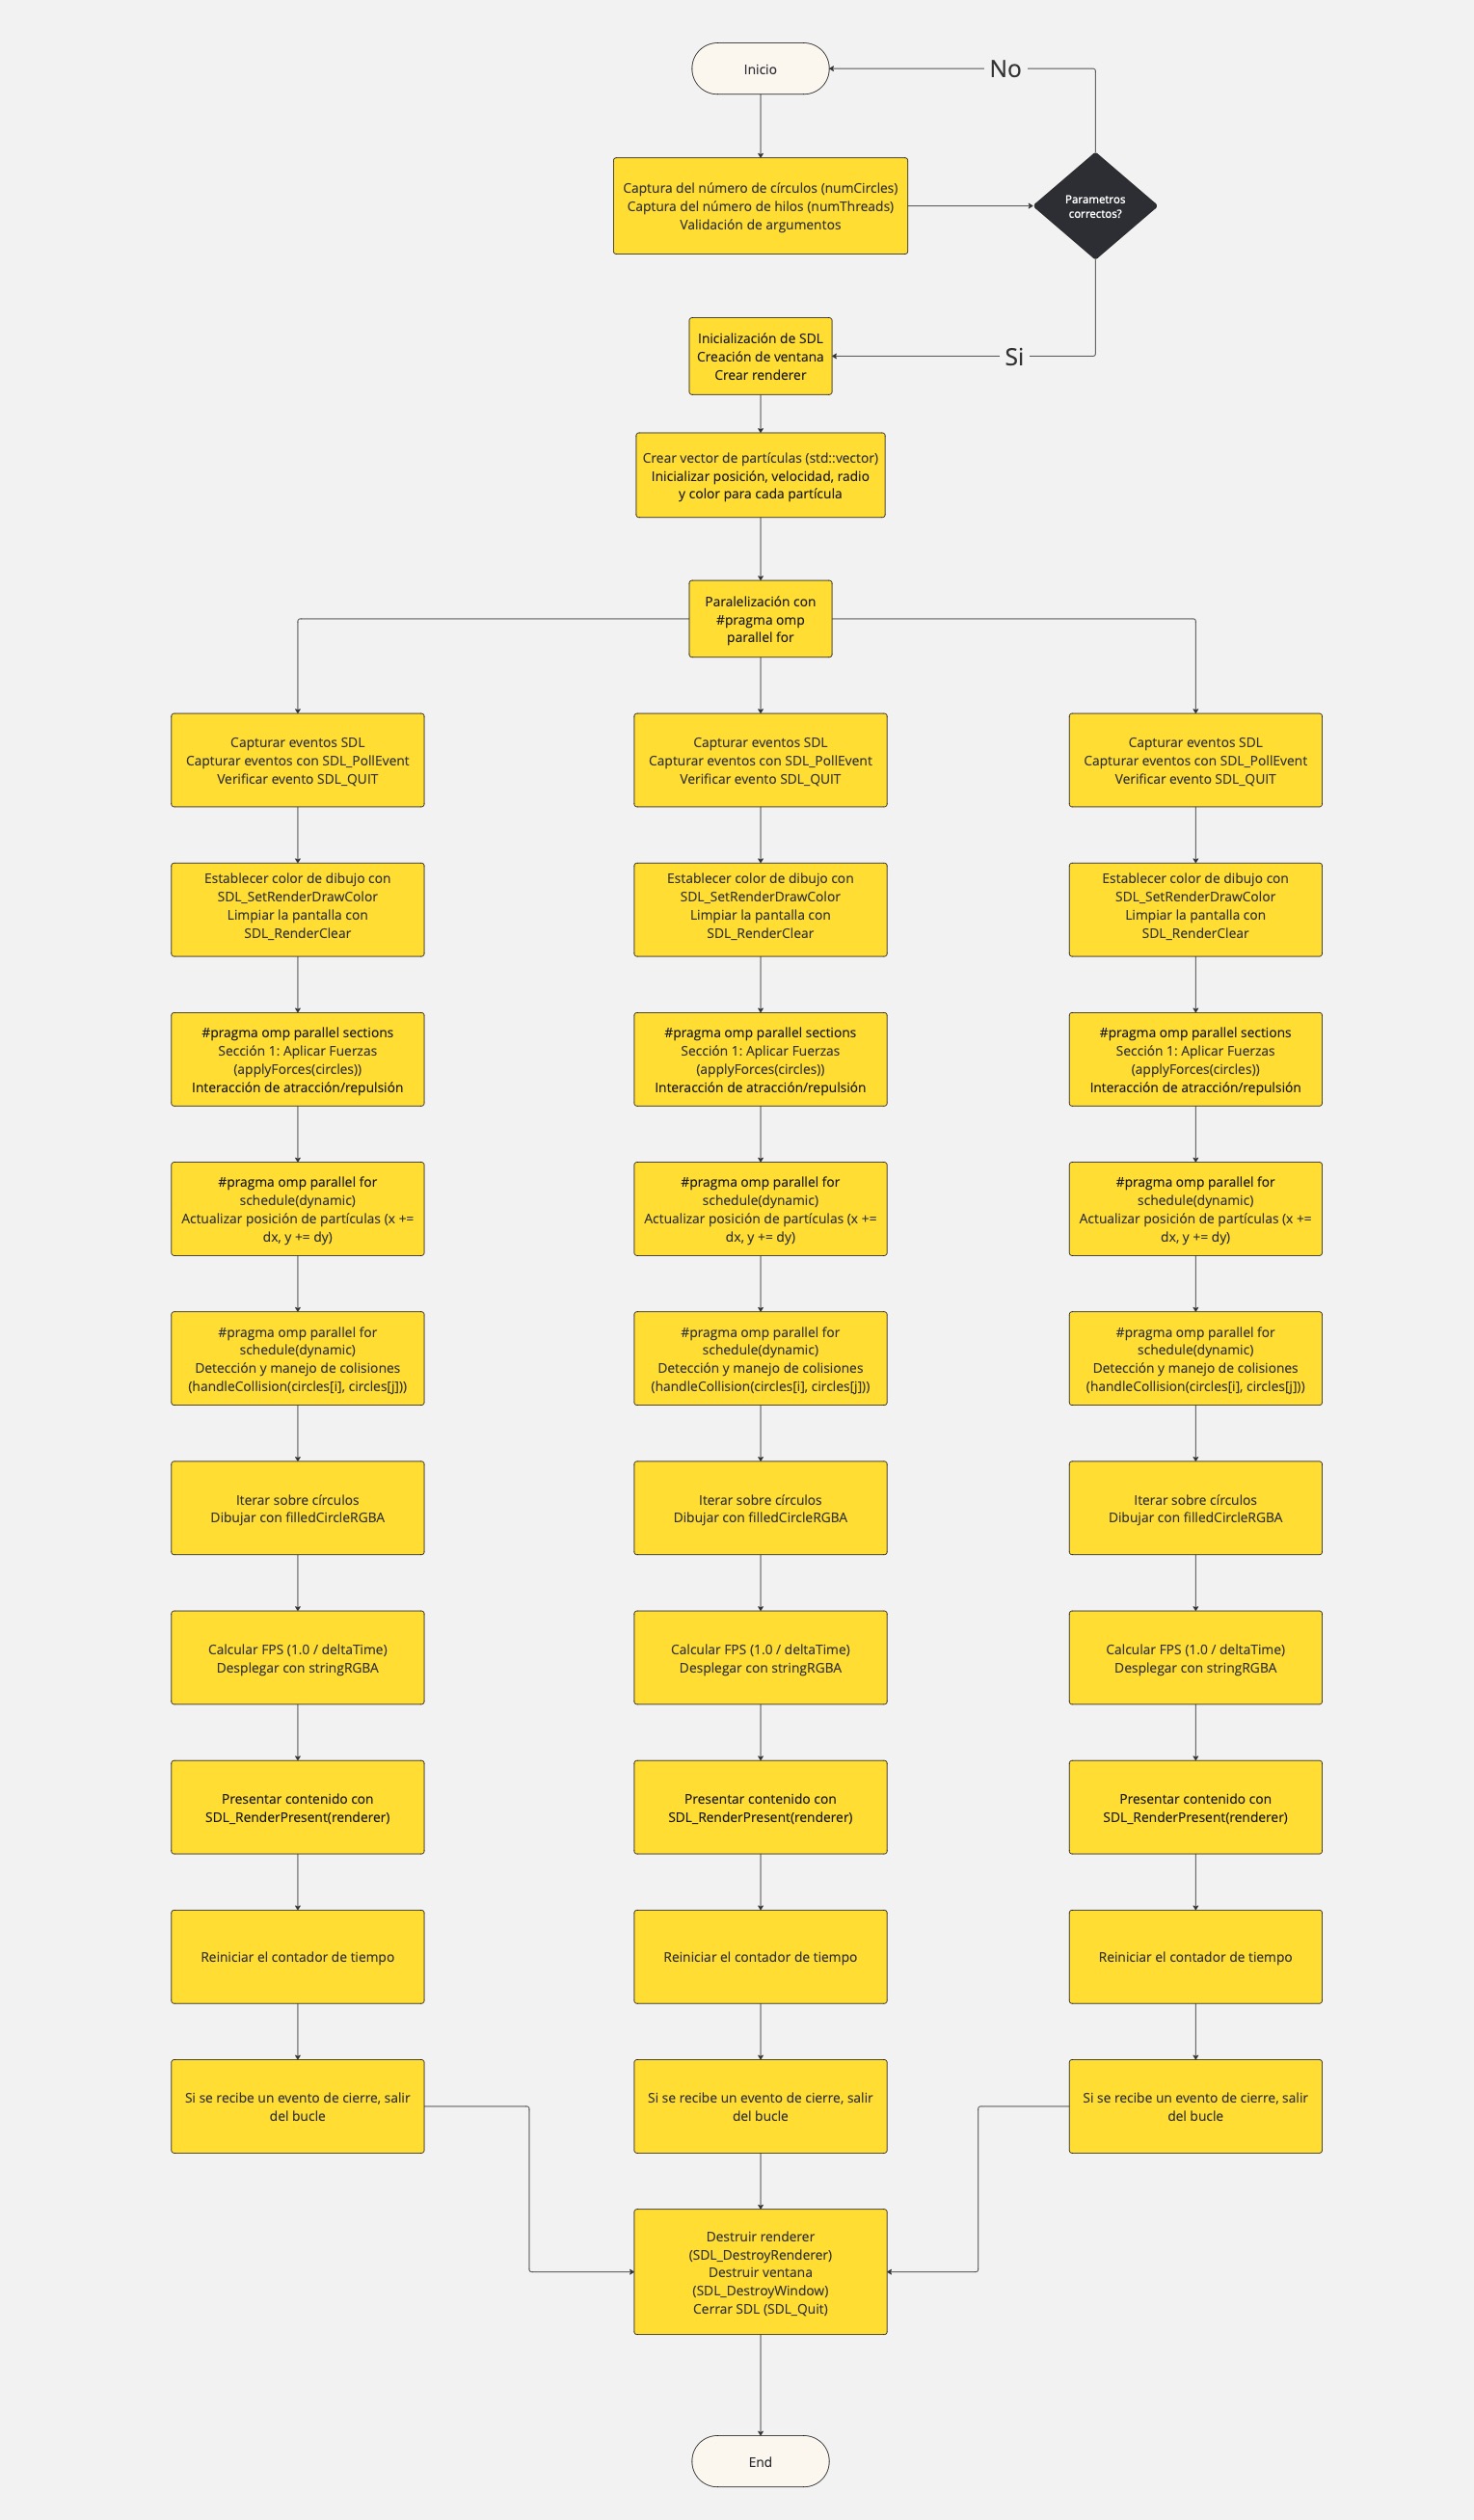 Inicio
No
Captura del número de círculos (numCircles)
Captura del número de hilos (numThreads)
Validación de argumentos
Parametros
correctos?
Inicialización de SDL
Creación de ventana
Crear renderer
Si
Crear vector de partículas (std::vector)
Inicializar posición, velocidad, radio
y color para cada partícula
Paralelización con
#pragma omp
parallel for
Capturar eventos SDL
Capturar eventos con SDL_PollEvent
Verificar evento SDL_QUIT
Capturar eventos SDL
Capturar eventos con SDL_PollEvent
Verificar evento SDL_QUIT
Capturar eventos SDL
Capturar eventos con SDL_PollEvent
Verificar evento SDL_QUIT
Establecer color de dibujo con
SDL_SetRenderDrawColor
Limpiar la pantalla con
SDL_RenderClear
Establecer color de dibujo con
SDL_SetRenderDrawColor
Limpiar la pantalla con
SDL_RenderClear
Establecer color de dibujo con
SDL_SetRenderDrawColor
Limpiar la pantalla con
SDL_RenderClear
#pragma omp parallel sections
Sección 1: Aplicar Fuerzas
(applyForces(circles))
Interacción de atracción/repulsión
#pragma omp parallel sections
Sección 1: Aplicar Fuerzas
(applyForces(circles))
Interacción de atracción/repulsión
#pragma omp parallel sections
Sección 1: Aplicar Fuerzas
(applyForces(circles))
Interacción de atracción/repulsión
#pragma omp parallel for
schedule(dynamic)
Actualizar posición de partículas (x +=
dx, y += dy)
#pragma omp parallel for
schedule(dynamic)
Actualizar posición de partículas (x +=
dx, y += dy)
#pragma omp parallel for
schedule(dynamic)
Actualizar posición de partículas (x +=
dx, y += dy)
#pragma omp parallel for
schedule(dynamic)
Detección y manejo de colisiones
(handleCollision(circles[i], circles[j]))
#pragma omp parallel for
schedule(dynamic)
Detección y manejo de colisiones
(handleCollision(circles[i], circles[j]))
#pragma omp parallel for
schedule(dynamic)
Detección y manejo de colisiones
(handleCollision(circles[i], circles[j]))
Iterar sobre círculos
Dibujar con filledCircleRGBA
Iterar sobre círculos
Dibujar con filledCircleRGBA
Iterar sobre círculos
Dibujar con filledCircleRGBA
Calcular FPS (1.0 / deltaTime)
Desplegar con stringRGBA
Calcular FPS (1.0 / deltaTime)
Desplegar con stringRGBA
Calcular FPS (1.0 / deltaTime)
Desplegar con stringRGBA
Presentar contenido con
SDL_RenderPresent(renderer)
Presentar contenido con
SDL_RenderPresent(renderer)
Presentar contenido con
SDL_RenderPresent(renderer)
Reiniciar el contador de tiempo
Reiniciar el contador de tiempo
Reiniciar el contador de tiempo
Si se recibe un evento de cierre, salir
del bucle
Si se recibe un evento de cierre, salir
del bucle
Si se recibe un evento de cierre, salir
del bucle
Destruir renderer
(SDL_DestroyRenderer)
Destruir ventana
(SDL_DestroyWindow)
Cerrar SDL (SDL_Quit)
End